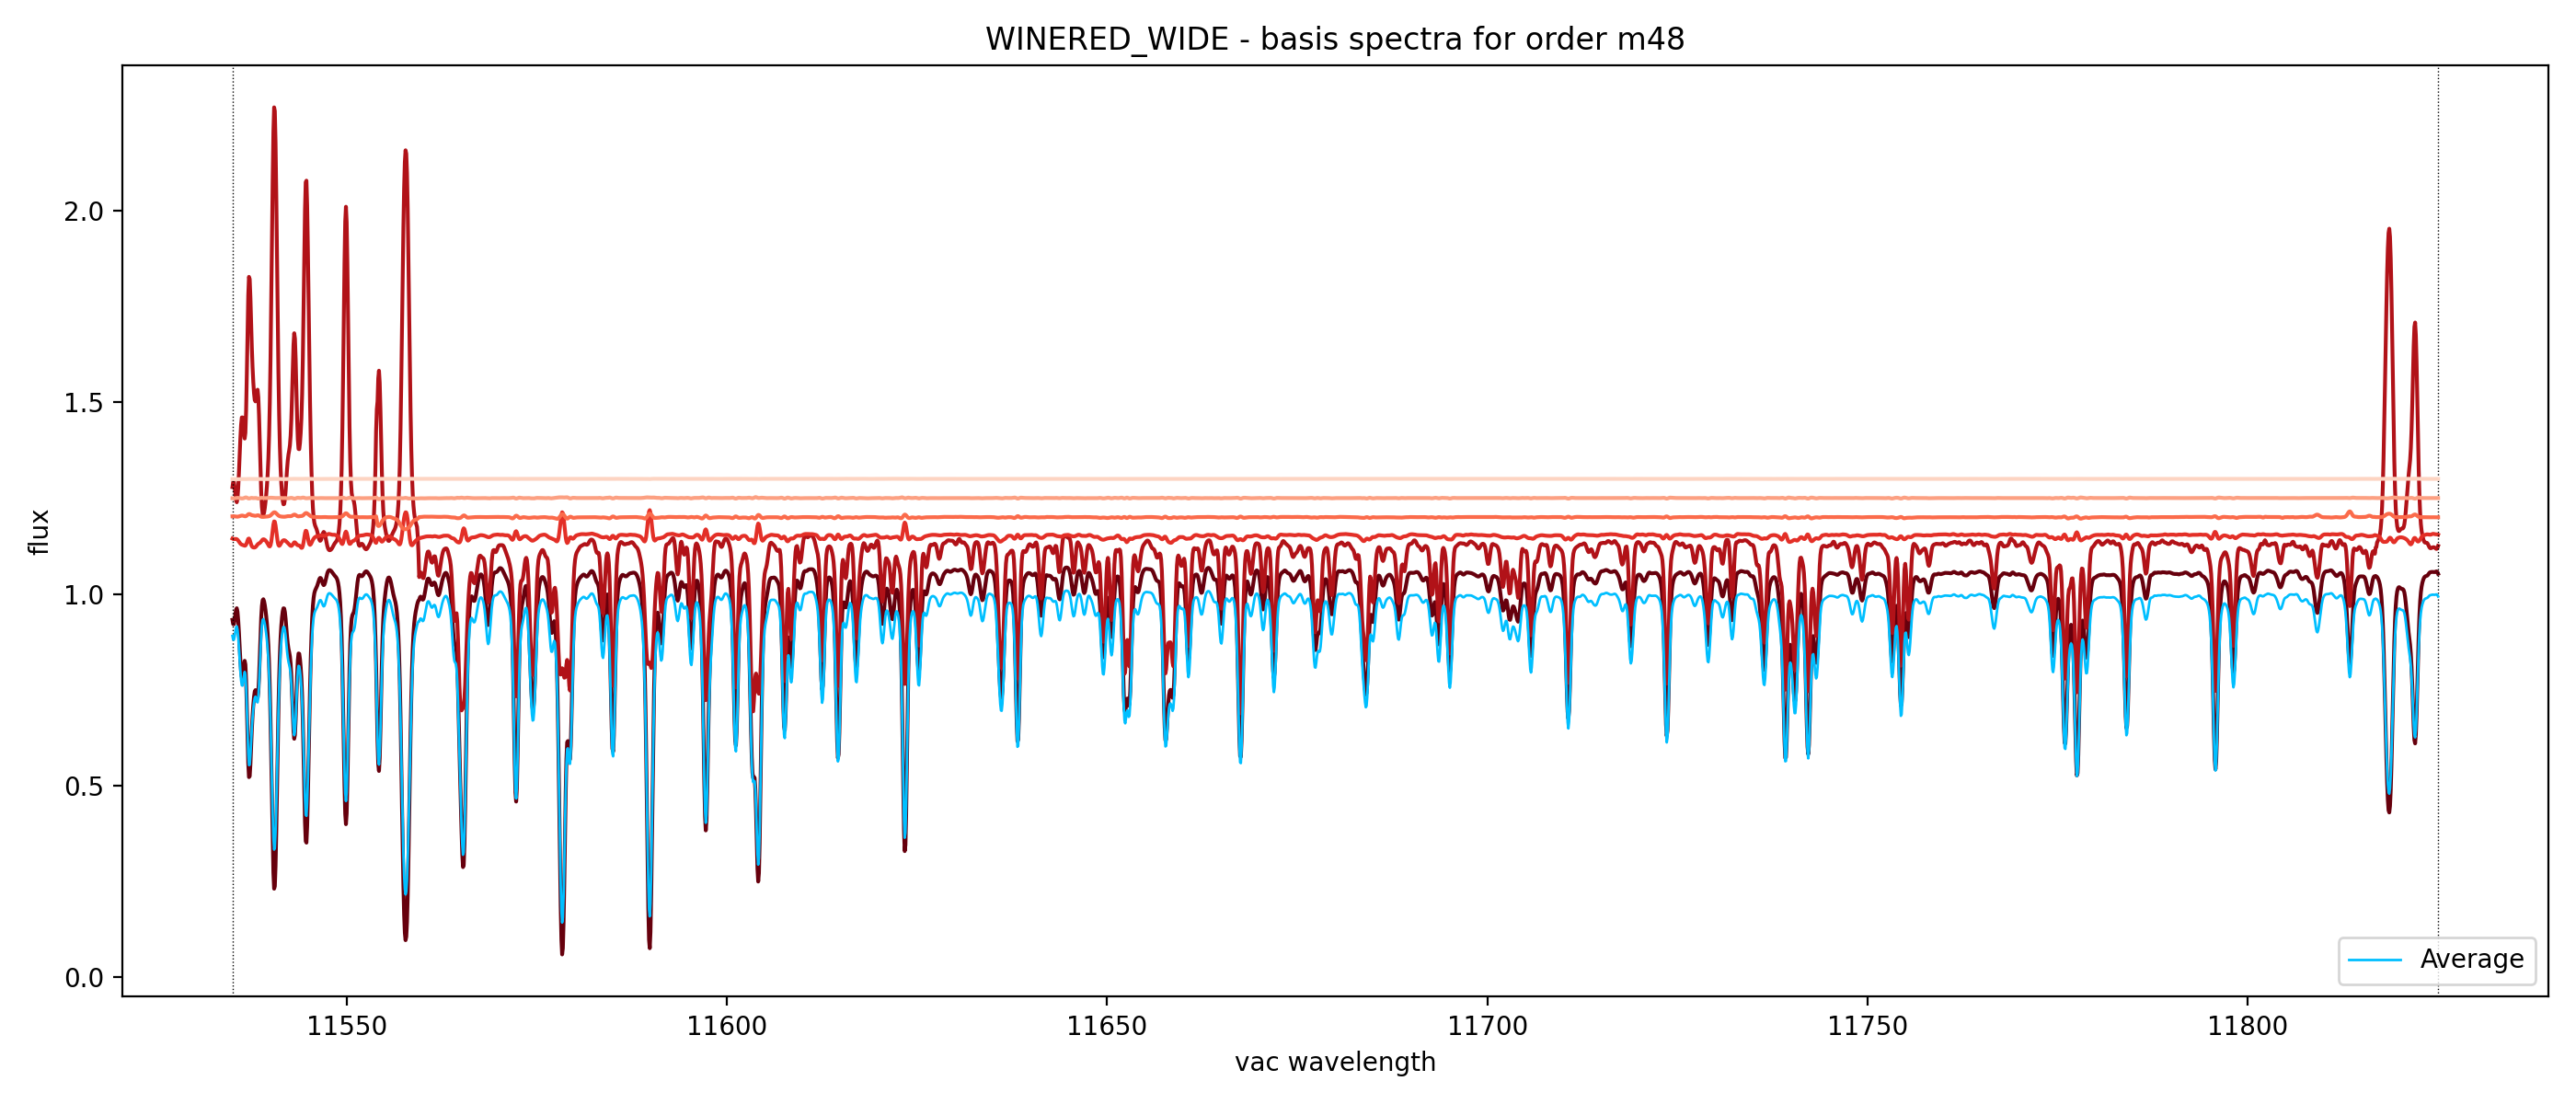 WINERED_WIDE - basis spectra for order m48
flux
2.0
1.5
1.0
0.5
0.0
Average
11550 11600 11650 11700 11750 11800
vac wavelength